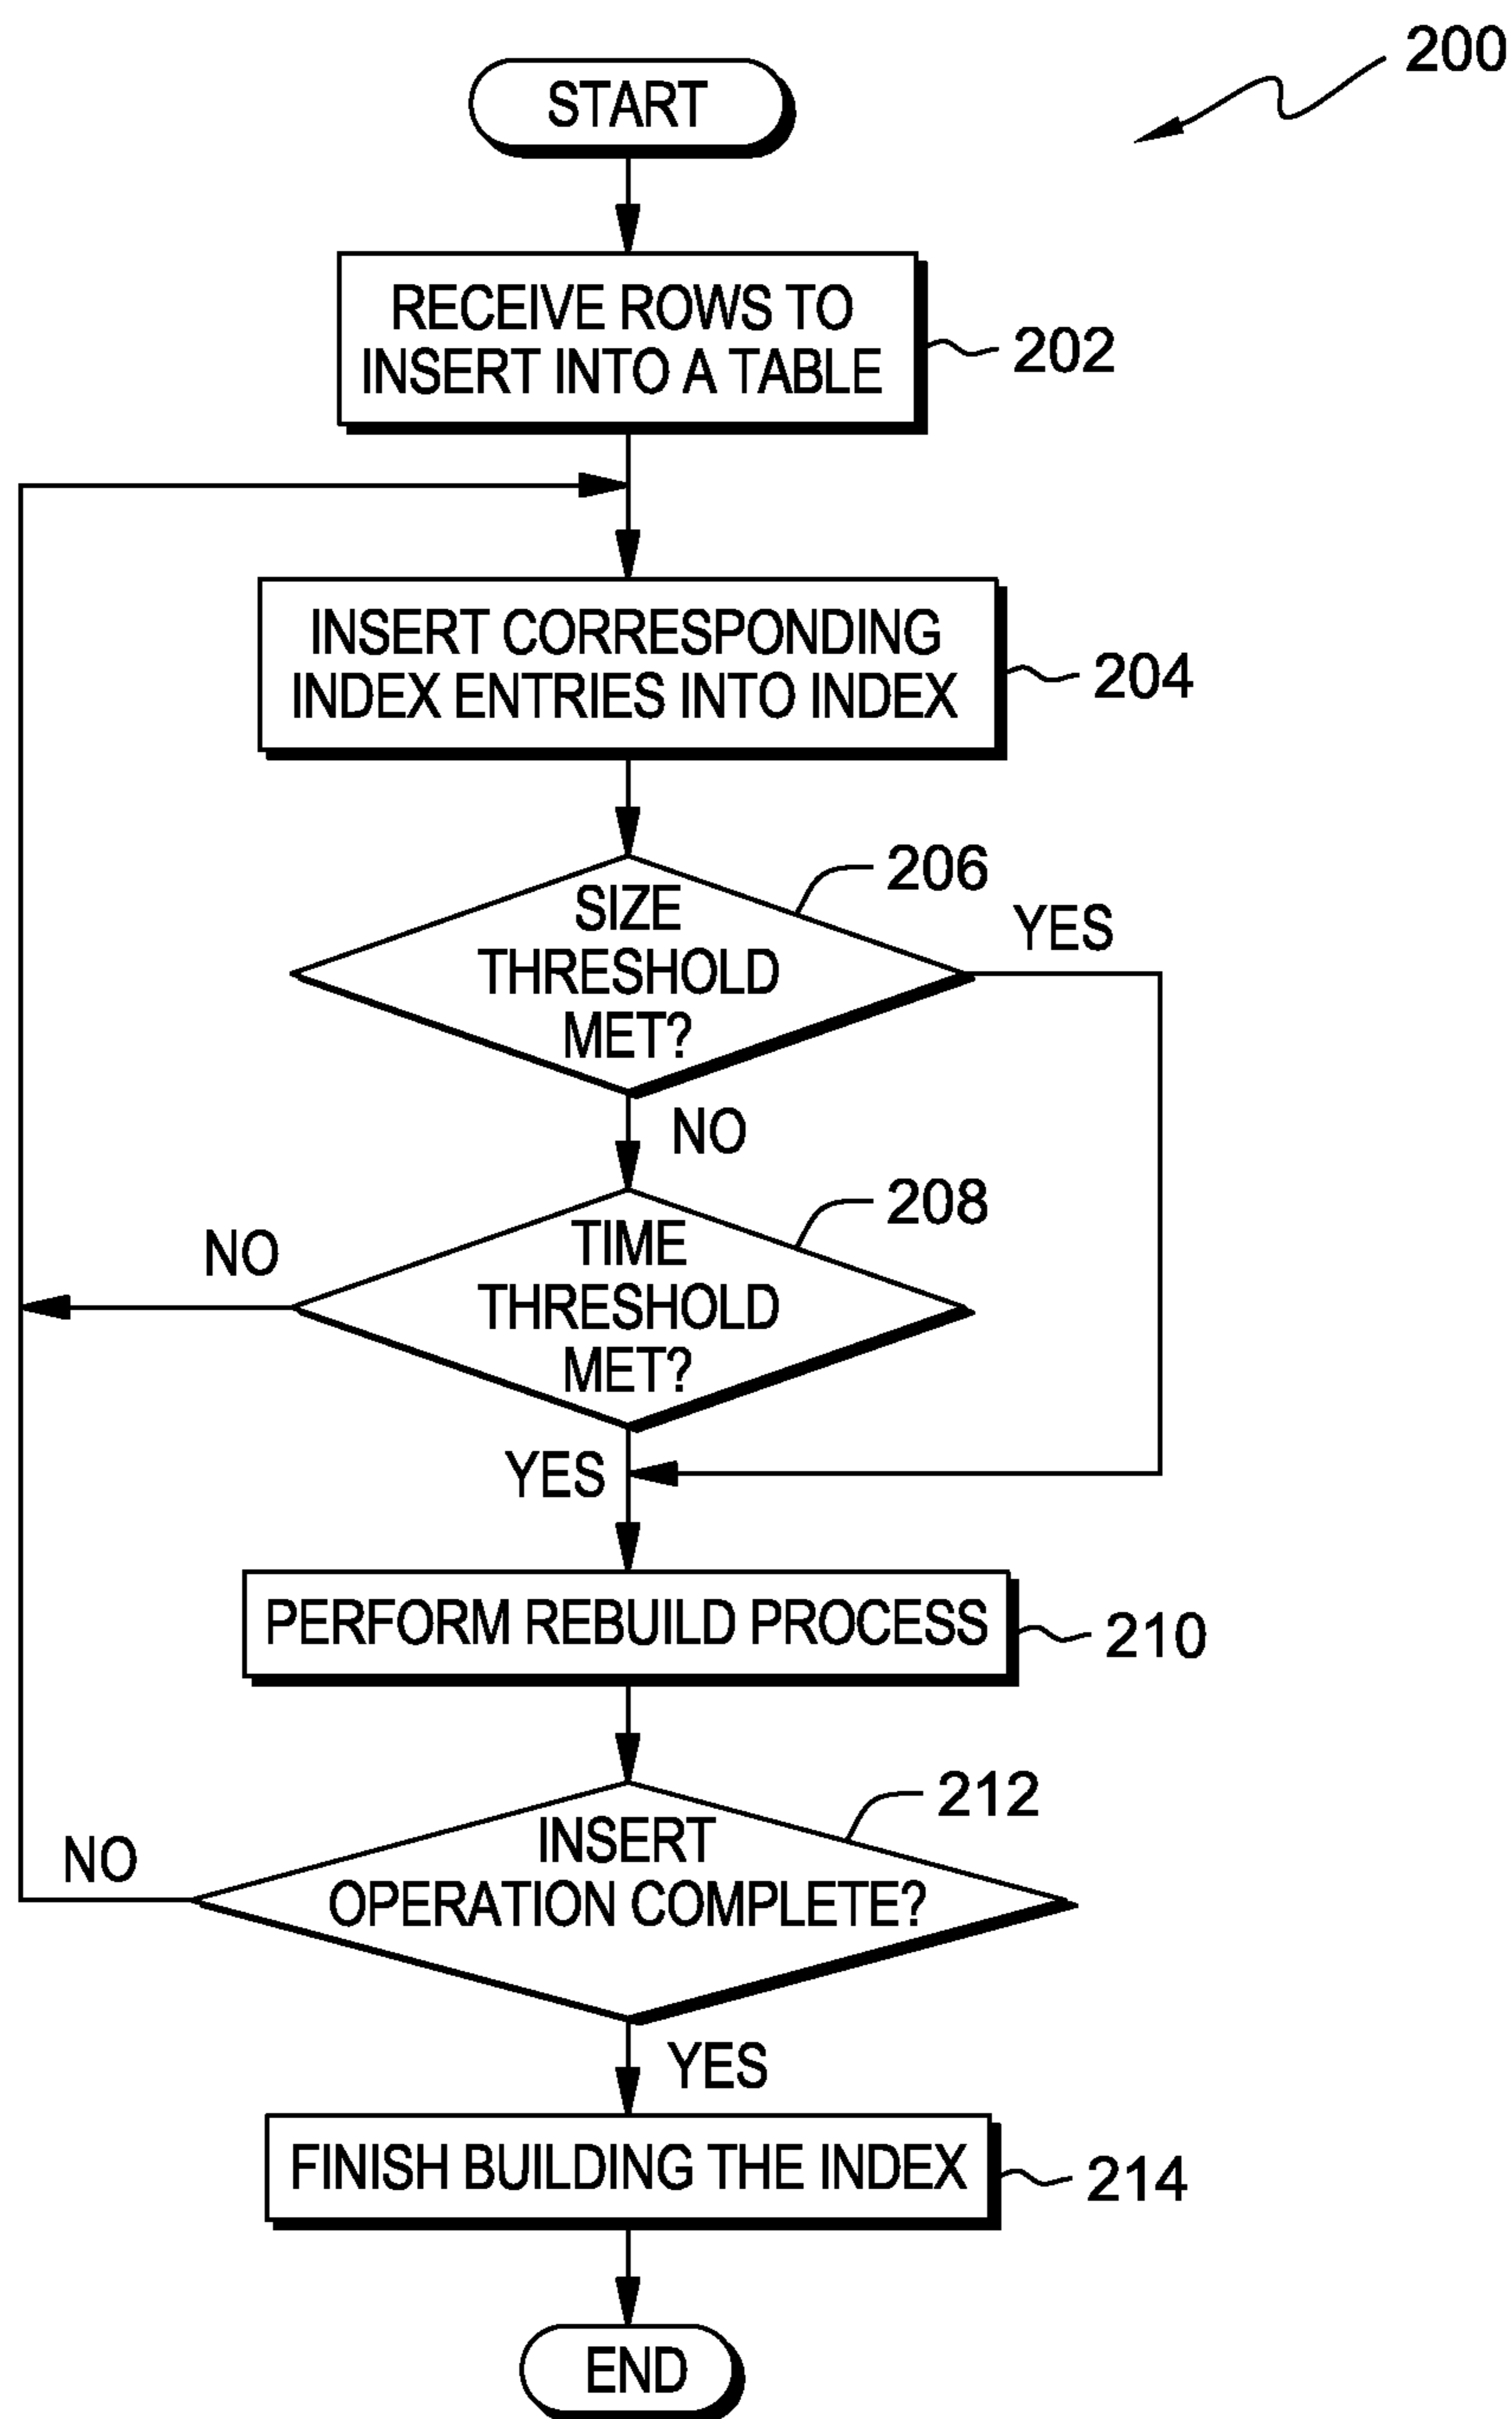 200
START
RECEIVE ROWS TO
INSERT INTO A TABLE
202
INSERT CORRESPONDING
INDEX ENTRIES INTO INDEX
204
206
SIZE
THRESHOLD
MET?
YES
NO
208
TIME
THRESHOLD
MET?
NO
YES
PERFORM REBUILD PROCESS
210
212
INSERT
OPERATION COMPLETE?
NO
YES
FINISH BUILDING THE INDEX
214
END